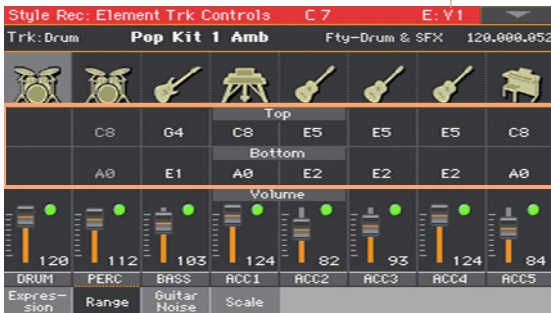 Style Rec: Element Trk Controls C 7 E: V1
Trk:Drum Pop Kit 1 Amb Fty-Drum & SFX 120.000.052
Top
C8 G4 C8 E5 E5 E5 C8
Bottom
A0 E1 A0 E2 E2 E2 A0
Volume
120 112 103 124 82 93 124 84
DRUM PERC BASS ACC1 ACC2 ACC3 ACC4 ACC5
Expres-
sion Range Guitar
Noise Scale